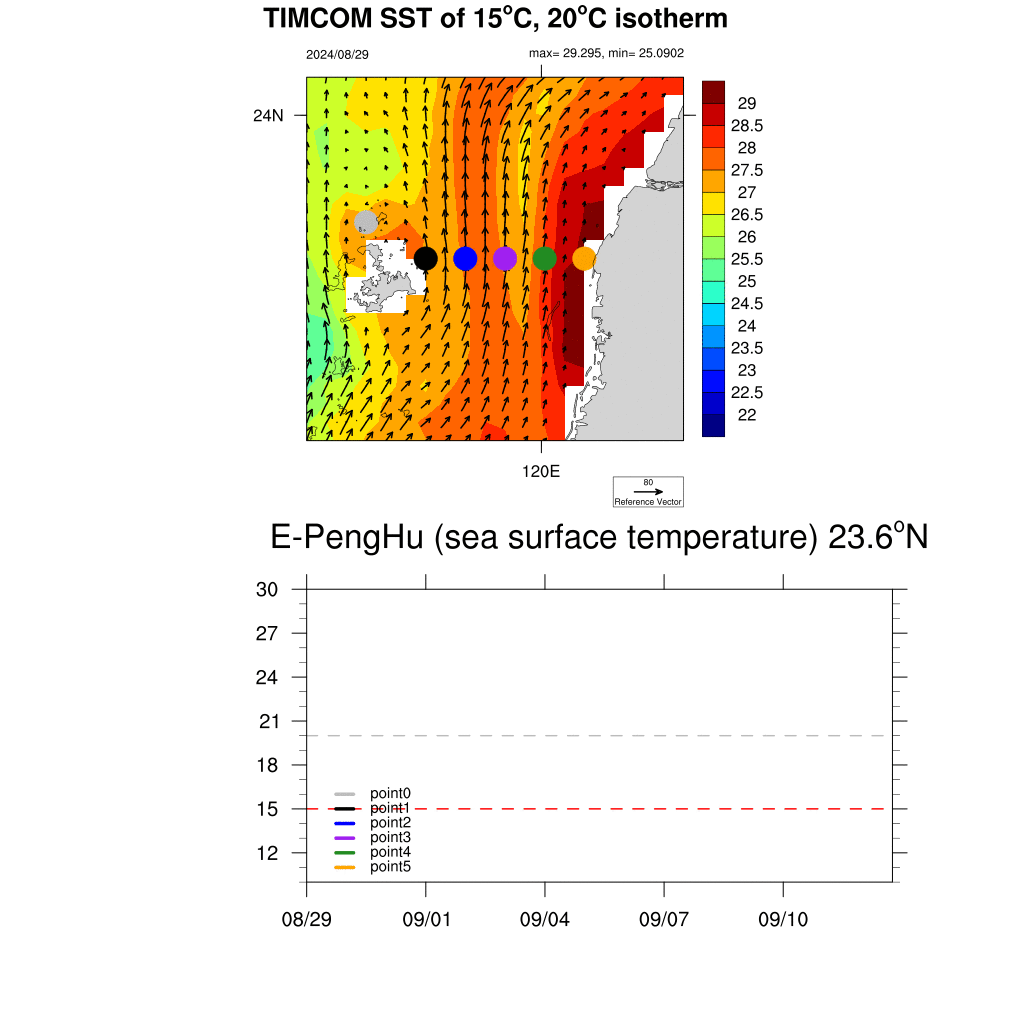 TIMCOM SST of 15°C, 20°C isotherm
2024/08/29
max= 29.295, min= 25.0902
24N
120E
29
28.5
28
27.5
27
26.5
26
25.5
25
24.5
24
23.5
23
22.5
22
80
Reference Vector
E-PengHu (sea surface temperature) 23.6°N
30
27
24
21
18
15
12
point0
point1
point2
point3
point4
point5
08/29 09/01 09/04 09/07 09/10